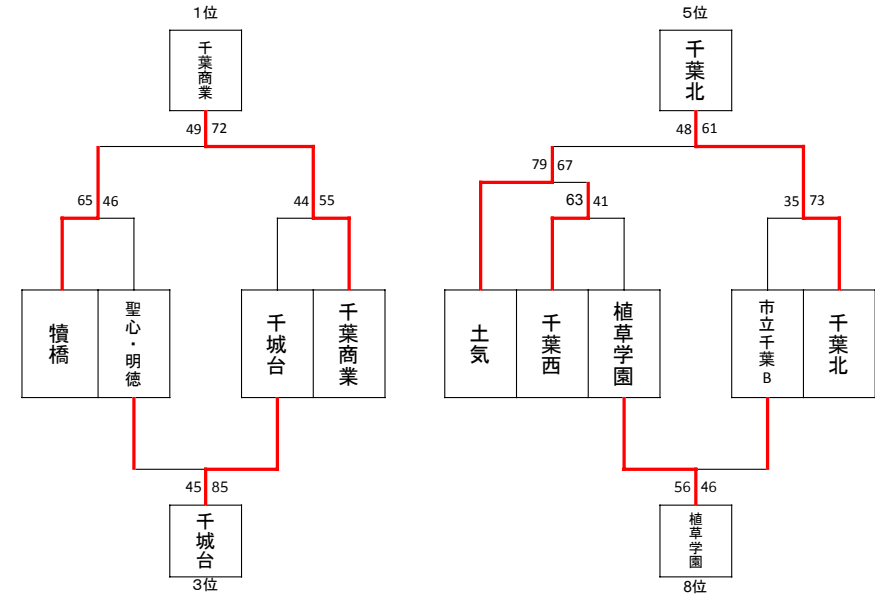 1位
千葉商業
49 72
65 46
44 55
犢橋
聖心・明徳
千城台
千葉商業
45 85
千城台
3位
5位
千葉北
48 61
79 67
63 41
35 73
土気
千葉西
植草学園
市立千葉B
千葉北
56 46
植草学園
8位